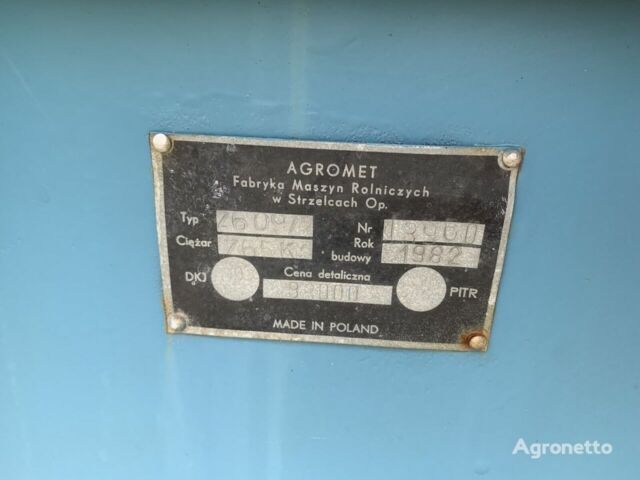 AGROMET
Fabryka Maszyn Rolniczych
w Strzelcach Op.
Typ Z609/ Nr
Ciężar Rok budowy 1982
DKJ Cena detaliczna PITR
MADE IN POLAND
Agronetto